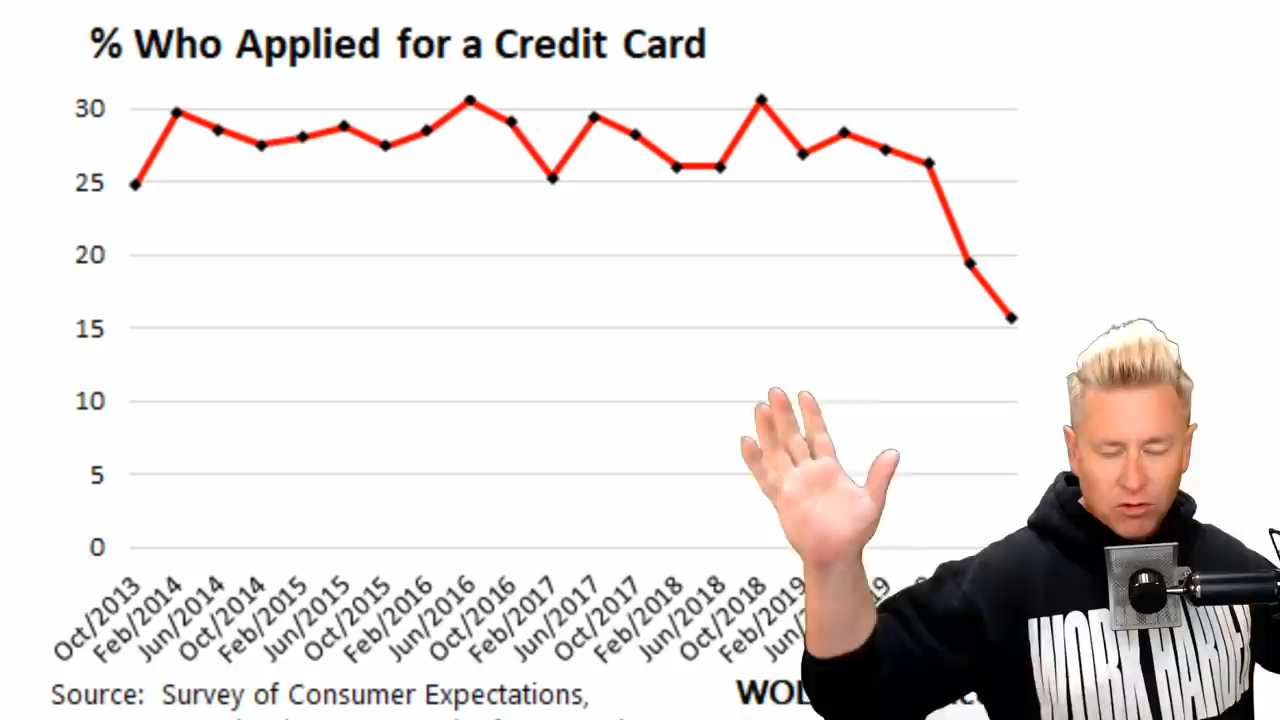 % Who Applied for a Credit Card
30
25
20
15
10
5
0
Oct/2013
Feb/2014
Jun/2014
Oct/2014
Feb/2015
Jun/2015
Oct/2015
Feb/2016
Jun/2016
Oct/2016
Feb/2017
Jun/2017
Oct/2017
Feb/2018
Jun/2018
Oct/2018
Feb/2019
Source: Survey of Consumer Expectations,
WORK